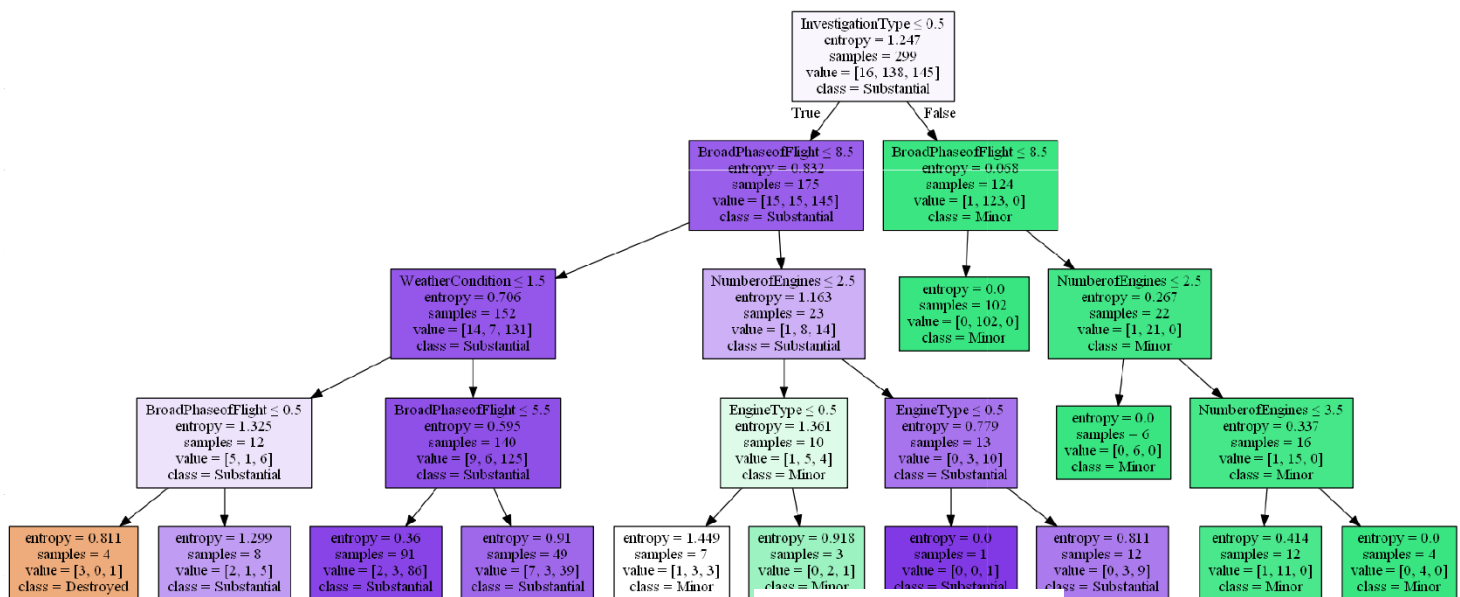 InvestigationType ≤ 0.5
entropy = 1.247
samples = 299
value = [16, 138, 145]
class = Substantial
True
False
BroadPhaseofFlight ≤ 8.5
entropy = 0.832
samples = 175
value = [15, 15, 145]
class = Substantial
BroadPhaseofFlight ≤ 8.5
entropy = 0.068
samples = 124
value = [1, 123, 0]
class = Minor
WeatherCondition ≤ 1.5
entropy = 0.706
samples = 152
value = [14, 7, 131]
class = Substantial
NumberofEngines ≤ 2.5
entropy = 1.163
samples = 23
value = [1, 8, 14]
class = Substantial
entropy = 0.0
samples = 102
value = [0, 102, 0]
class = Minor
NumberofEngines ≤ 2.5
entropy = 0.267
samples = 22
value = [1, 21, 0]
class = Minor
BroadPhaseofFlight ≤ 0.5
entropy = 1.325
samples = 12
value = [5, 1, 6]
class = Substantial
BroadPhaseofFlight ≤ 5.5
entropy = 0.595
samples = 140
value = [9, 6, 125]
class = Substantial
EngineType ≤ 0.5
entropy = 1.361
samples = 10
value = [1, 5, 4]
class = Minor
EngineType ≤ 0.5
entropy = 0.779
samples = 13
value = [0, 3, 10]
class = Substantial
entropy = 0.0
samples = 6
value = [0, 6, 0]
class = Minor
NumberofEngines ≤ 3.5
entropy = 0.337
samples = 16
value = [1, 15, 0]
class = Minor
entropy = 0.811
samples = 4
value = [3, 0, 1]
class = Destroyed
entropy = 1.299
samples = 8
value = [2, 1, 5]
class = Substantial
entropy = 0.36
samples = 91
value = [2, 3, 86]
class = Substantial
entropy = 0.91
samples = 49
value = [7, 3, 39]
class = Substantial
entropy = 1.449
samples = 7
value = [1, 3, 3]
class = Minor
entropy = 0.918
samples = 3
value = [0, 2, 1]
class = Minor
entropy = 0.0
samples = 1
value = [0, 0, 1]
class = Substantial
entropy = 0.811
samples = 12
value = [0, 3, 9]
class = Substantial
entropy = 0.414
samples = 12
value = [1, 11, 0]
class = Minor
entropy = 0.0
samples = 4
value = [0, 4, 0]
class = Minor